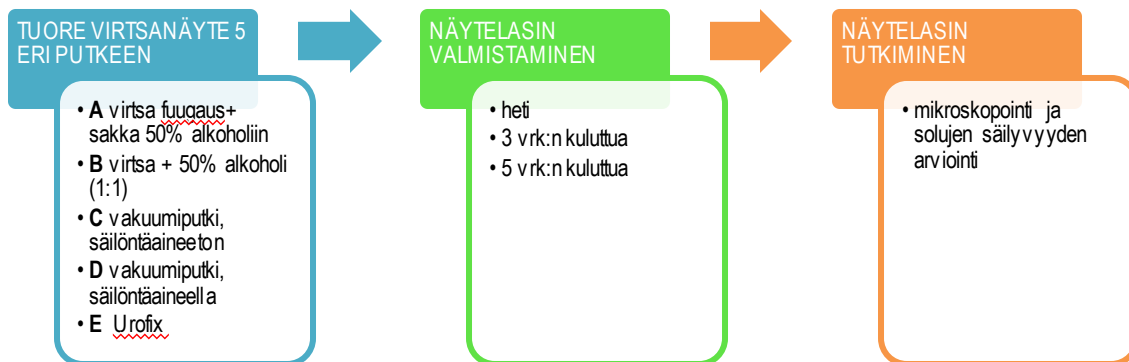 TUORE VIRTSANÄYTE 5
ERI PUTKEEN
• A virtsa fuugaus+
sakka 50% alkoholiin
• B virtsa + 50% alkoholi
(1:1)
• C vakuumiputki,
säilöntäaineeton
• D vakuumiputki,
säilöntäaineella
• E Urofix
NÄYTELASIN
VALMISTAMINEN
• heti
• 3 vrk:n kuluttua
• 5 vrk:n kuluttua
NÄYTELASIN
TUTKIMINEN
• mikroskopointi ja
solujen säilyvyyden
arviointi